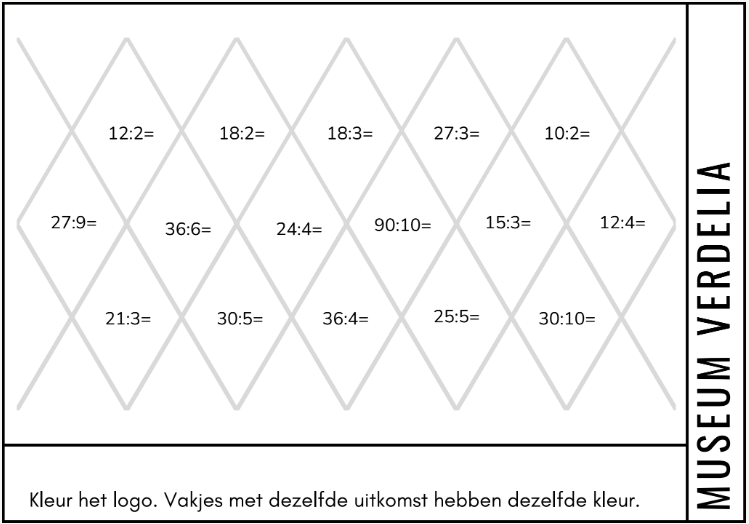 12:2= 18:2= 18:3= 27:3= 10:2=
27:9= 36:6= 24:4= 90:10= 15:3= 12:4=
21:3= 30:5= 36:4= 25:5= 30:10=
MUSEUM VERDELIA
Kleur het logo. Vakjes met dezelfde uitkomst hebben dezelfde kleur.